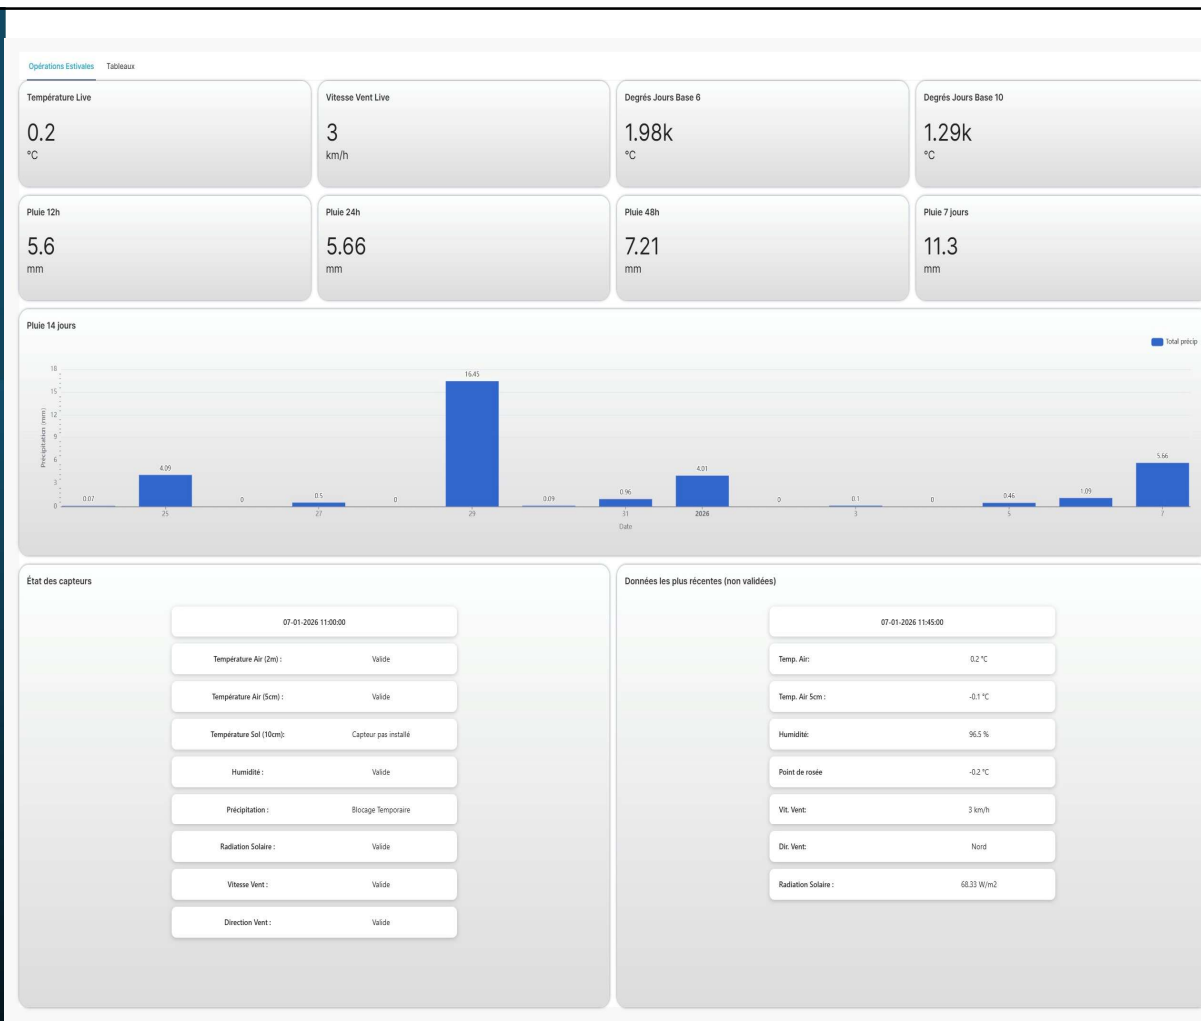 Opérations Estivales Tableaux
Température Live Vitesse Vent Live Degrés Jours Base 6 Degrés Jours Base 10
0.2 3 1.98k 1.29k
°C km/h °C °C
Pluie 12h Pluie 24h Pluie 48h Pluie 7 jours
5.6 5.66 7.21 11.3
mm mm mm mm
Pluie 14 jours
Total précip
Précipitation (mm)
18
15
12
9
6
3
0
0.07 4.09 0 0.5 0 16.45 0.09 0.96 4.01 0 0.1 0 0.46 1.09 5.66
25 27 29 31 2026 3 5 7
Date
État des capteurs
07-01-2026 11:00:00
Température Air (2m) : Valide
Température Air (5cm) : Valide
Température Sol (10cm): Capteur pas installé
Humidité : Valide
Précipitation : Blocage Temporaire
Radiation Solaire : Valide
Vitesse Vent : Valide
Direction Vent : Valide
Données les plus récentes (non validées)
07-01-2026 11:45:00
Temp. Air: 0.2 °C
Temp. Air 5cm : -0.1 °C
Humidité: 96.5 %
Point de rosée -0.2 °C
Vit. Vent: 3 km/h
Dir. Vent: Nord
Radiation Solaire : 68.33 W/m2